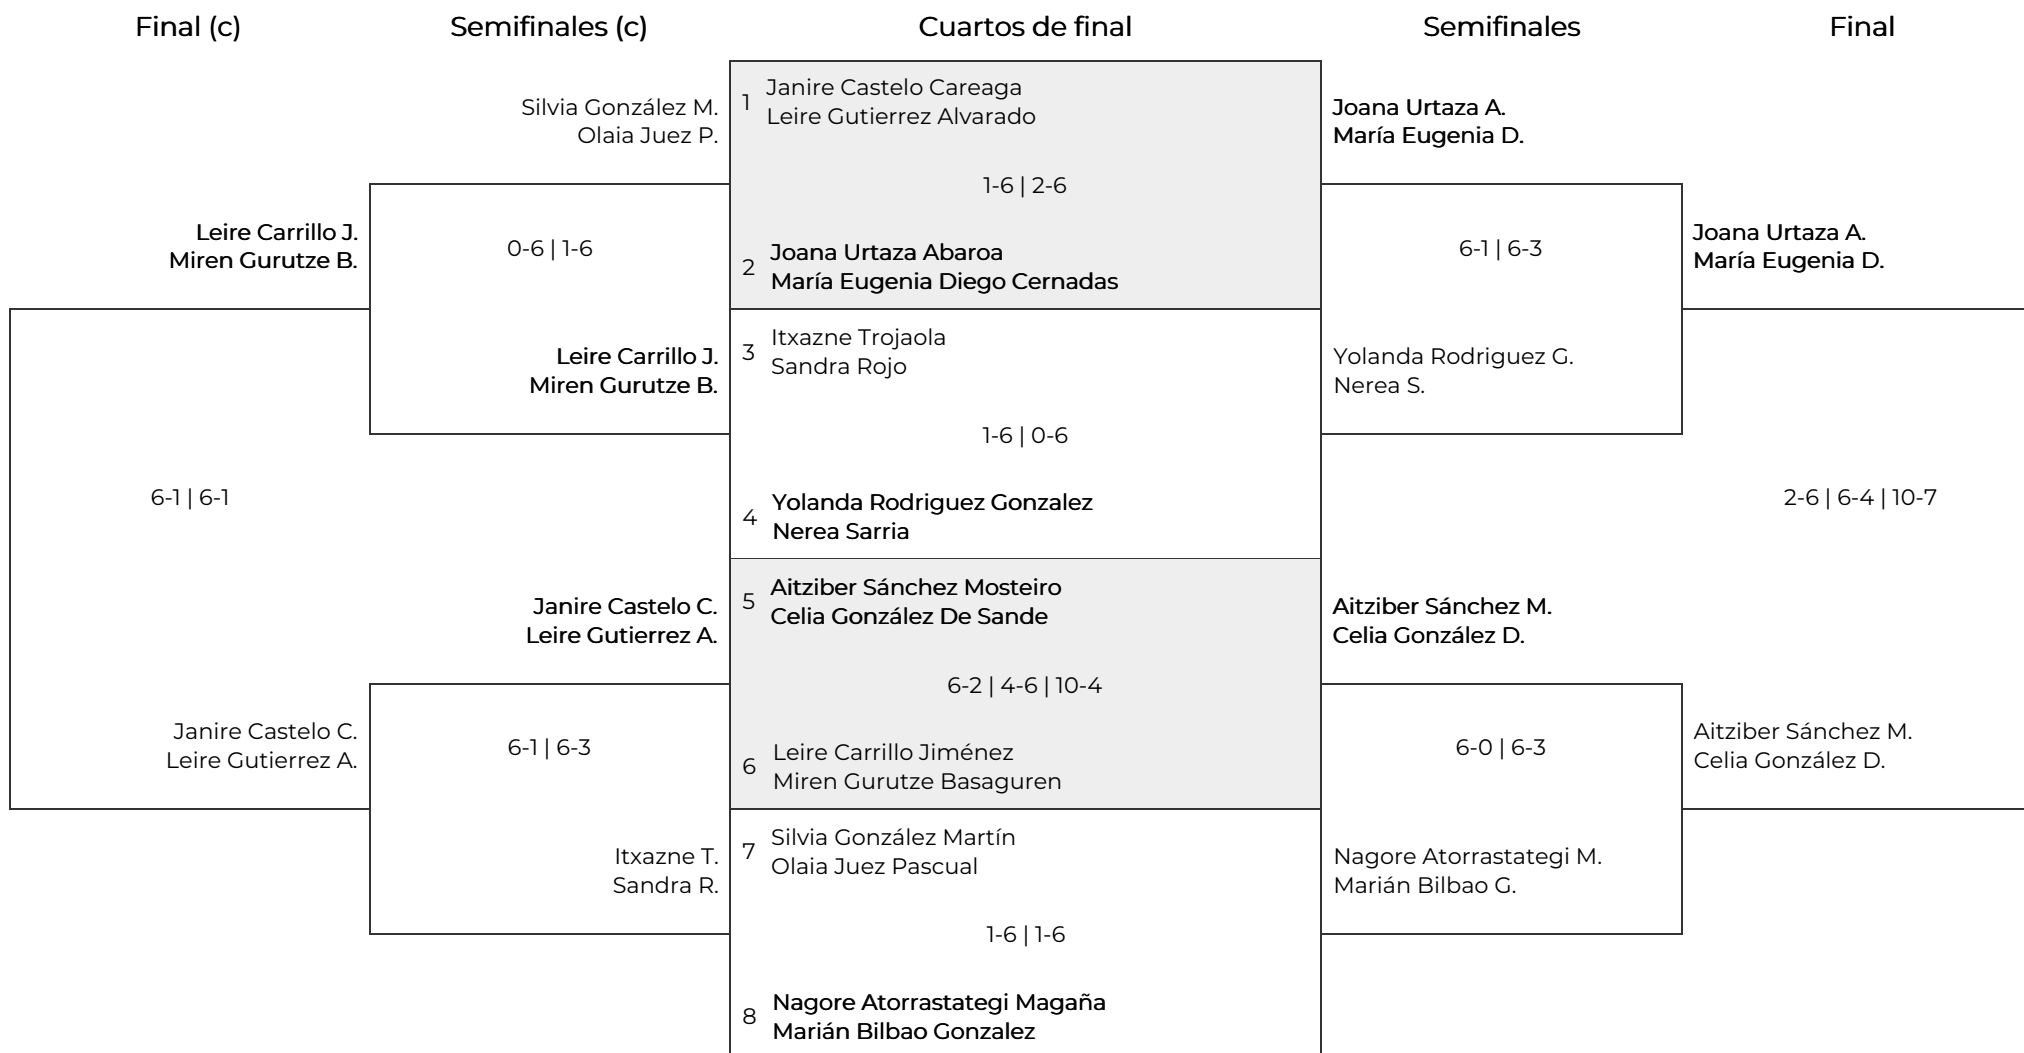 Final (c)
Semifinales (c)
Cuartos de final
Semifinales
Final
Leire Carrillo J.
Miren Gurutze B.
6-1 | 6-1
Janire Castelo C.
Leire Gutierrez A.
Silvia González M.
Olaia Juez P.
0-6 | 1-6
Leire Carrillo J.
Miren Gurutze B.
Janire Castelo C.
Leire Gutierrez A.
6-1 | 6-3
Itxazne T.
Sandra R.
1 Janire Castelo Careaga
Leire Gutierrez Alvarado
1-6 | 2-6
2 Joana Urtaza Abaroa
María Eugenia Diego Cernadas
3 Itxazne Trojaola
Sandra Rojo
1-6 | 0-6
4 Yolanda Rodriguez Gonzalez
Nerea Sarria
5 Aitziber Sánchez Mosteiro
Celia González De Sande
6-2 | 4-6 | 10-4
6 Leire Carrillo Jiménez
Miren Gurutze Basaguren
7 Silvia González Martín
Olaia Juez Pascual
1-6 | 1-6
8 Nagore Atorrastategi Magaña
Marián Bilbao Gonzalez
Joana Urtaza A.
María Eugenia D.
6-1 | 6-3
Yolanda Rodriguez G.
Nerea S.
Aitziber Sánchez M.
Celia González D.
6-0 | 6-3
Nagore Atorrastategi M.
Marián Bilbao G.
Joana Urtaza A.
María Eugenia D.
2-6 | 6-4 | 10-7
Aitziber Sánchez M.
Celia González D.